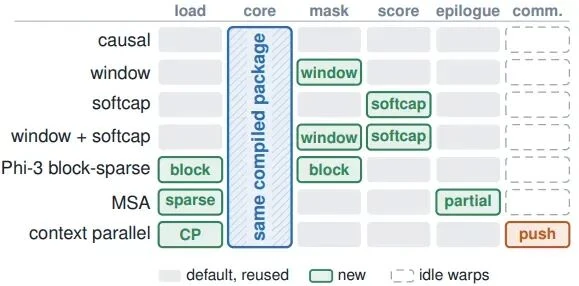 load core mask score epilogue comm.
causal
window window
softcap softcap
window + softcap window softcap
Phi-3 block-sparse block block
MSA sparse partial
context parallel CP push
same compiled package
default, reused new idle warps